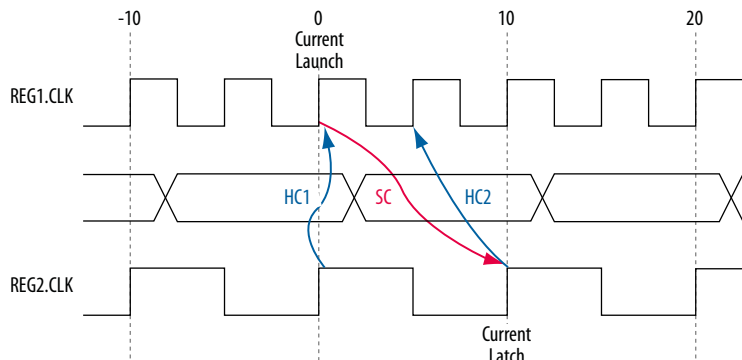 -10 0 10 20
Current
Launch
REG1.CLK
HC1 SC HC2
REG2.CLK
Current
Latch